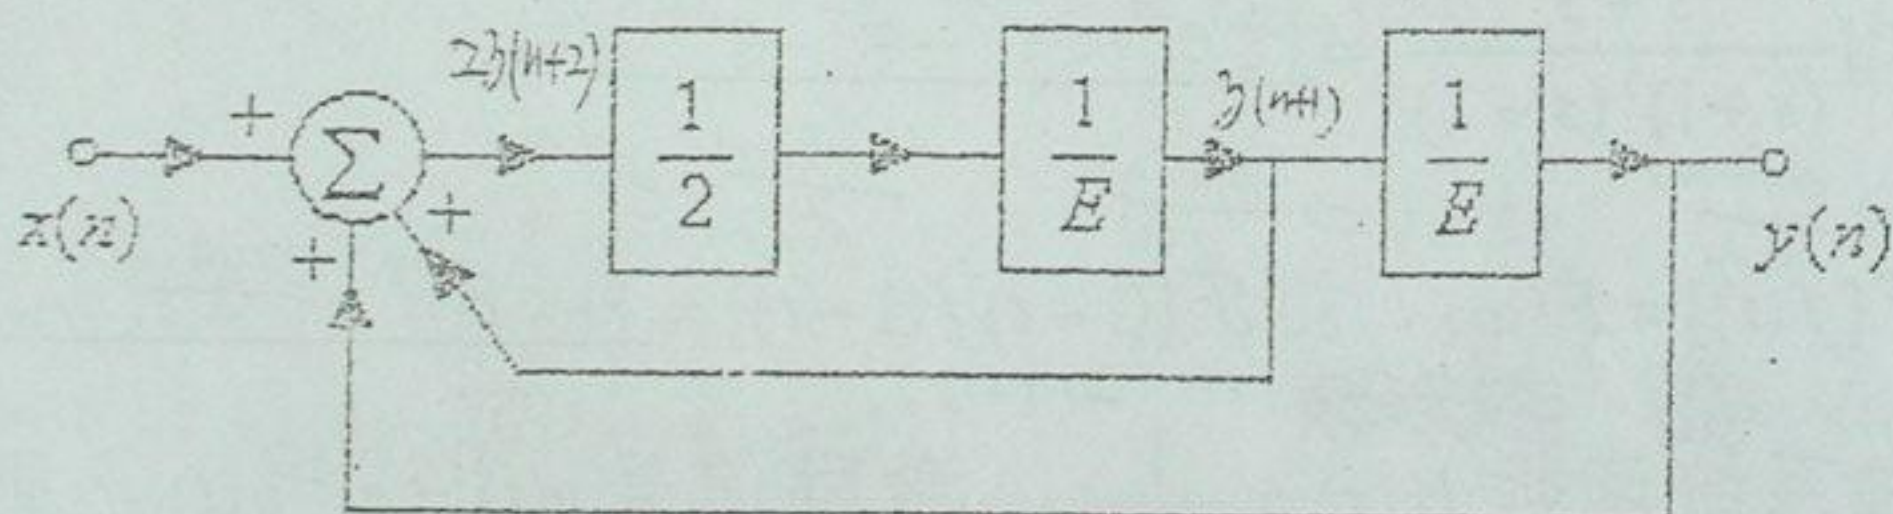 2y(n+2)
y(n+1)
+
Σ
+
+
1
2
1
E
1
E
x(n)
y(n)